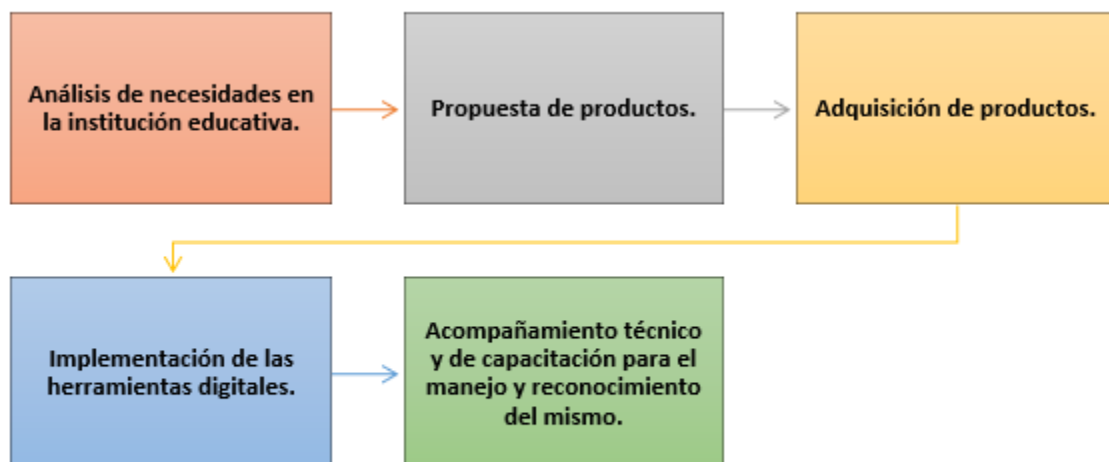 Análisis de necesidades en
la institución educativa.
Propuesta de productos.
Adquisición de productos.
Implementación de las
herramientas digitales.
Acompañamiento técnico
y de capacitación para el
manejo y reconocimiento
del mismo.